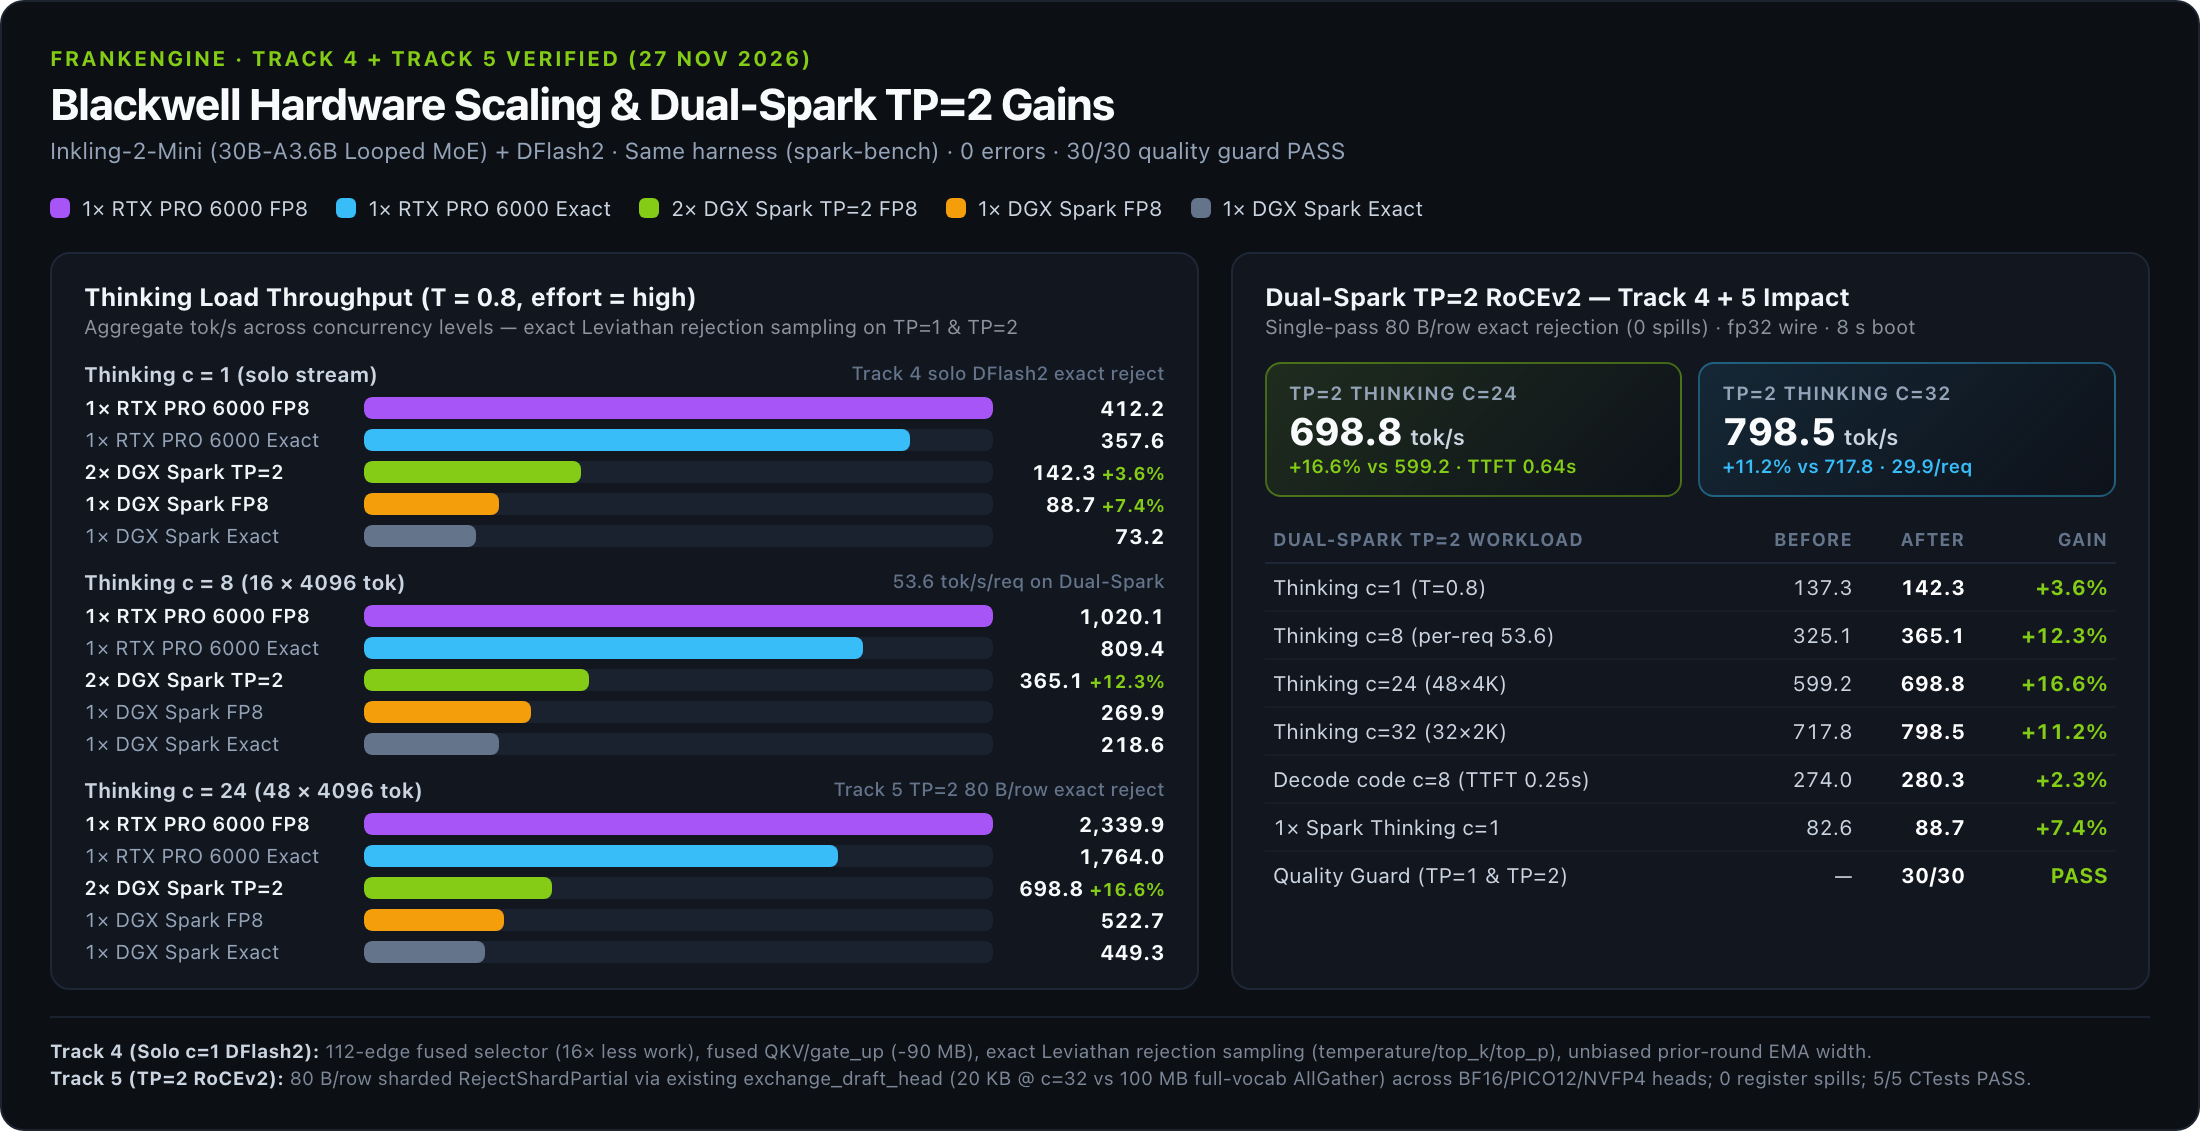 FRANKENGINE · TRACK 4 + TRACK 5 VERIFIED (27 NOV 2026)
Blackwell Hardware Scaling & Dual-Spark TP=2 Gains
Inkling-2-Mini (30B-A3.6B Looped MoE) + DFlash2 · Same harness (spark-bench) · 0 errors · 30/30 quality guard PASS
1× RTX PRO 6000 FP8 1× RTX PRO 6000 Exact 2× DGX Spark TP=2 FP8 1× DGX Spark FP8 1× DGX Spark Exact
Thinking Load Throughput (T = 0.8, effort = high)
Aggregate tok/s across concurrency levels — exact Leviathan rejection sampling on TP=1 & TP=2
Thinking c = 1 (solo stream) Track 4 solo DFlash2 exact reject
1× RTX PRO 6000 FP8 412.2
1× RTX PRO 6000 Exact 357.6
2× DGX Spark TP=2 142.3 +3.6%
1× DGX Spark FP8 88.7 +7.4%
1× DGX Spark Exact 73.2
Thinking c = 8 (16 × 4096 tok) 53.6 tok/s/req on Dual-Spark
1× RTX PRO 6000 FP8 1,020.1
1× RTX PRO 6000 Exact 809.4
2× DGX Spark TP=2 365.1 +12.3%
1× DGX Spark FP8 269.9
1× DGX Spark Exact 218.6
Thinking c = 24 (48 × 4096 tok) Track 5 TP=2 80 B/row exact reject
1× RTX PRO 6000 FP8 2,339.9
1× RTX PRO 6000 Exact 1,764.0
2× DGX Spark TP=2 698.8 +16.6%
1× DGX Spark FP8 522.7
1× DGX Spark Exact 449.3
Dual-Spark TP=2 RoCEv2 — Track 4 + 5 Impact
Single-pass 80 B/row exact rejection (0 spills) · fp32 wire · 8 s boot
TP=2 THINKING C=24
698.8 tok/s
+16.6% vs 599.2 · TTFT 0.64s
TP=2 THINKING C=32
798.5 tok/s
+11.2% vs 717.8 · 29.9/req
DUAL-SPARK TP=2 WORKLOAD BEFORE AFTER GAIN
Thinking c=1 (T=0.8) 137.3 142.3 +3.6%
Thinking c=8 (per-req 53.6) 325.1 365.1 +12.3%
Thinking c=24 (48×4K) 599.2 698.8 +16.6%
Thinking c=32 (32×2K) 717.8 798.5 +11.2%
Decode code c=8 (TTFT 0.25s) 274.0 280.3 +2.3%
1× Spark Thinking c=1 82.6 88.7 +7.4%
Quality Guard (TP=1 & TP=2) — 30/30 PASS
Track 4 (Solo c=1 DFlash2): 112-edge fused selector (16× less work), fused QKV/gate_up (-90 MB), exact Leviathan rejection sampling (temperature/top_k/top_p), unbiased prior-round EMA width.
Track 5 (TP=2 RoCEv2): 80 B/row sharded RejectShardPartial via existing exchange_draft_head (20 KB @ c=32 vs 100 MB full-vocab AllGather) across BF16/PICO12/NVFP4 heads; 0 register spills; 5/5 CTests PASS.